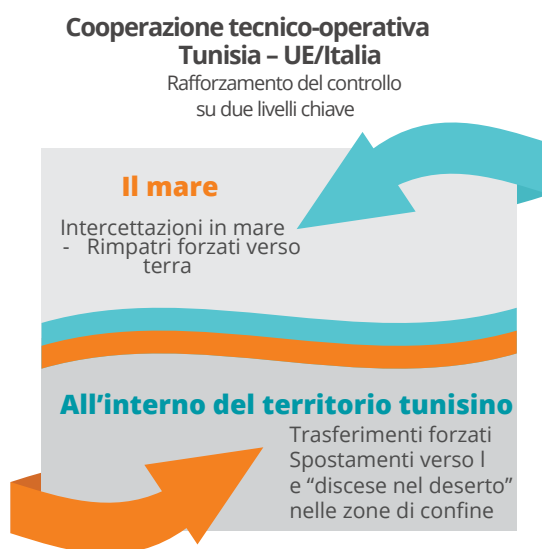 Cooperazione tecnico-operativa
Tunisia – UE/Italia
Rafforzamento del controllo
su due livelli chiave
Il mare
Intercettazioni in mare
- Rimpatri forzati verso
terra
All’interno del territorio tunisino
Trasferimenti forzati
Spostamenti verso l
e “discese nel deserto”
nelle zone di confine